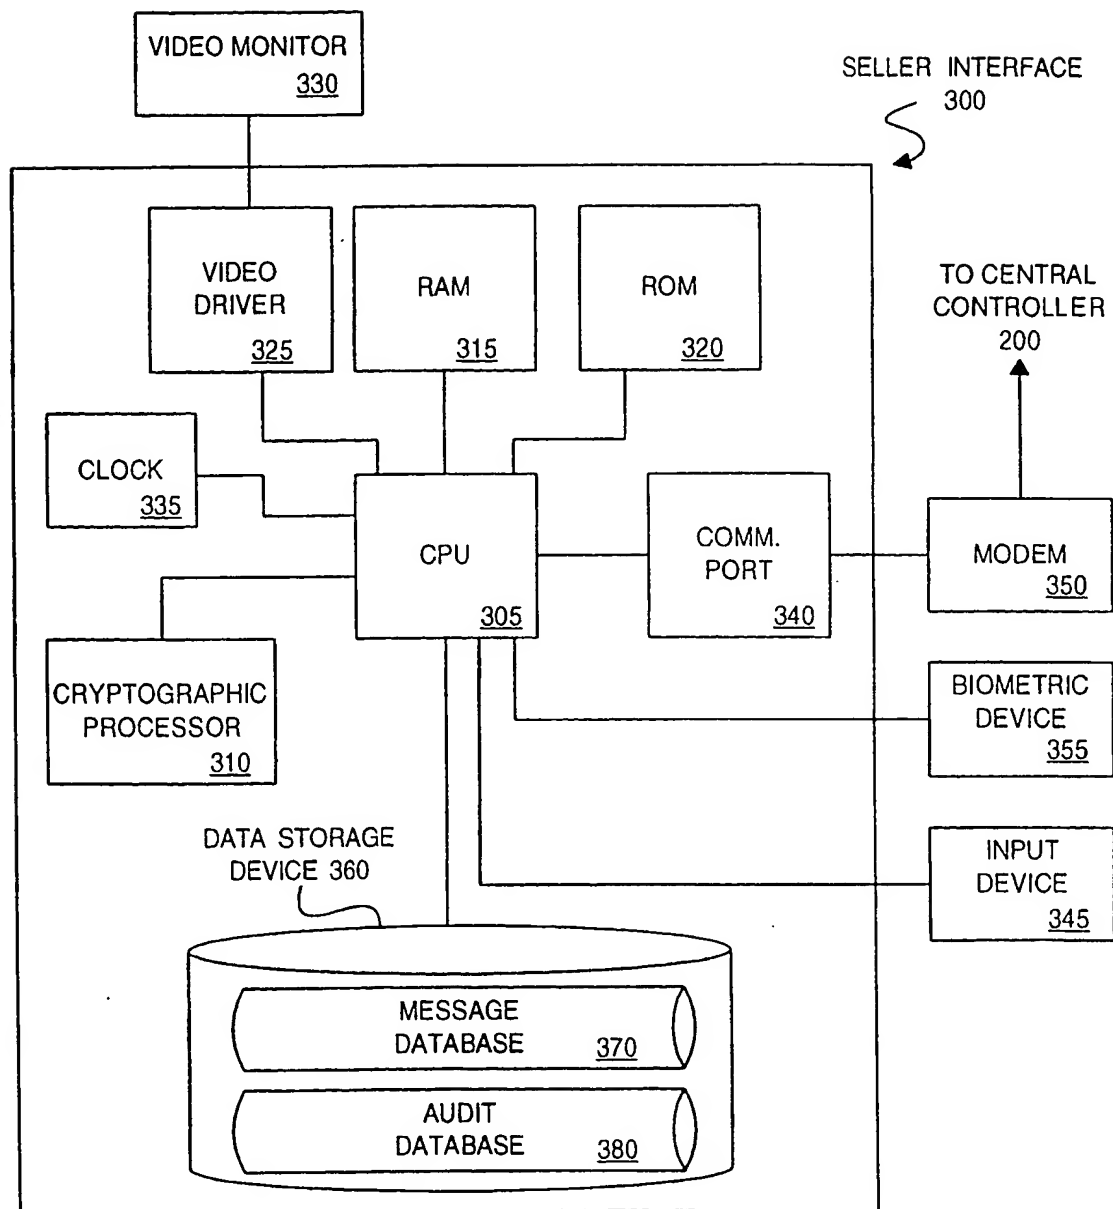 VIDEO MONITOR
330
SELLER INTERFACE
300
VIDEO
DRIVER
325
RAM
315
ROM
320
TO CENTRAL
CONTROLLER
200
CLOCK
335
CPU
305
COMM.
PORT
340
MODEM
350
CRYPTOGRAPHIC
PROCESSOR
310
BIOMETRIC
DEVICE
355
DATA STORAGE
DEVICE 360
INPUT
DEVICE
345
MESSAGE
DATABASE 370
AUDIT
DATABASE 380